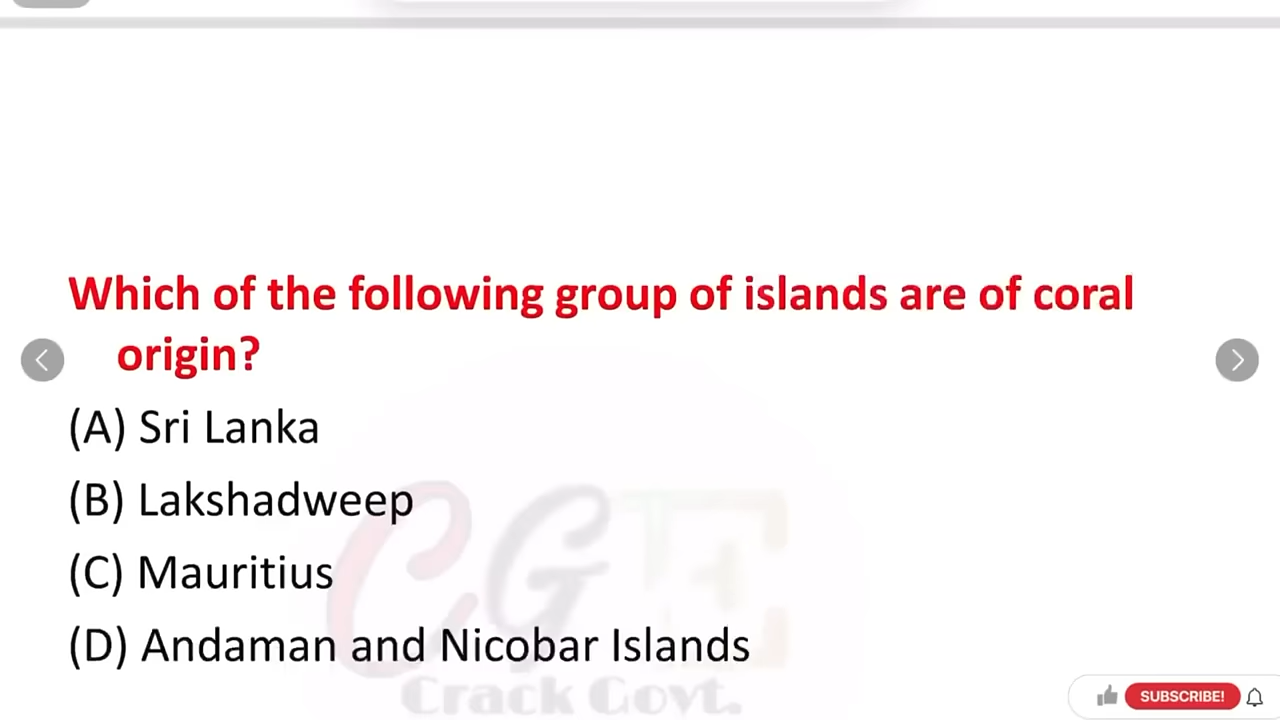 Which of the following group of islands are of coral
origin?
(A) Sri Lanka
(B) Lakshadweep
(C) Mauritius
(D) Andaman and Nicobar Islands
CGE
Crack Govt.
SUBSCRIBE!